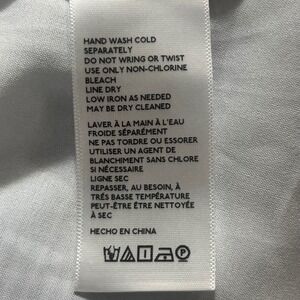 HAND WASH COLD
SEPARATELY
DO NOT WRING OR TWIST
USE ONLY NON-CHLORINE
BLEACH
LINE DRY
LOW IRON AS NEEDED
MAY BE DRY CLEANED
LAVER À LA MAIN À L'EAU
FROIDE SÉPARÉMENT
NE PAS TORDRE OU ESSORER
UTILISER UN AGENT DE
BLANCHIMENT SANS CHLORE
SI NÉCESSAIRE
LIGNE SEC
REPASSER, AU BESOIN, À
TRÉS BASSE TEMPÉRATURE
PEUT-ÊTRE ÊTRE NETTOYÉE
À SEC
HECHO EN CHINA